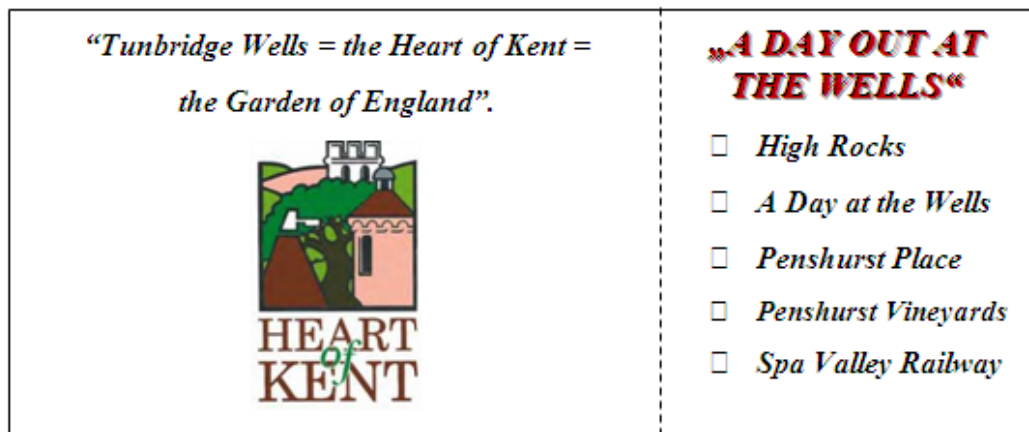 “Tunbridge Wells = the Heart of Kent =
the Garden of England”.
HEART
of
KENT
„A DAY OUT AT
THE WELLS“
High Rocks
A Day at the Wells
Penshurst Place
Penshurst Vineyards
Spa Valley Railway